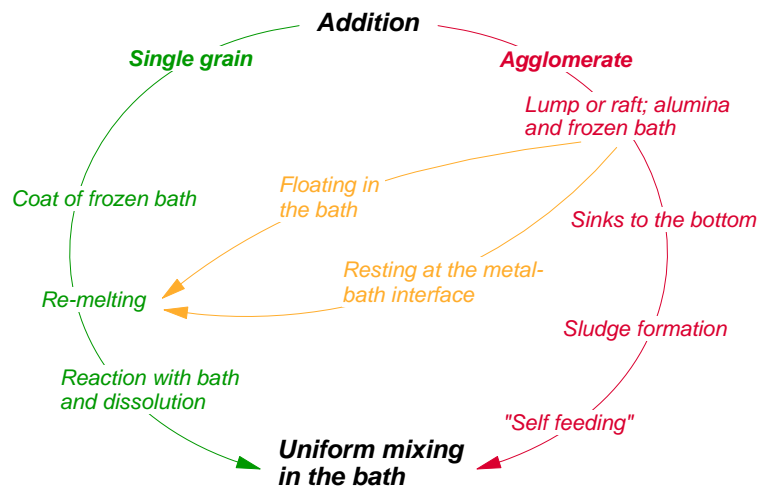 Addition
Single grain
Agglomerate
Lump or raft; alumina
and frozen bath
Floating in
the bath
Coat of frozen bath
Sinks to the bottom
Resting at the metal-
bath interface
Re-melting
Sludge formation
Reaction with bath
and dissolution
"Self feeding"
Uniform mixing
in the bath